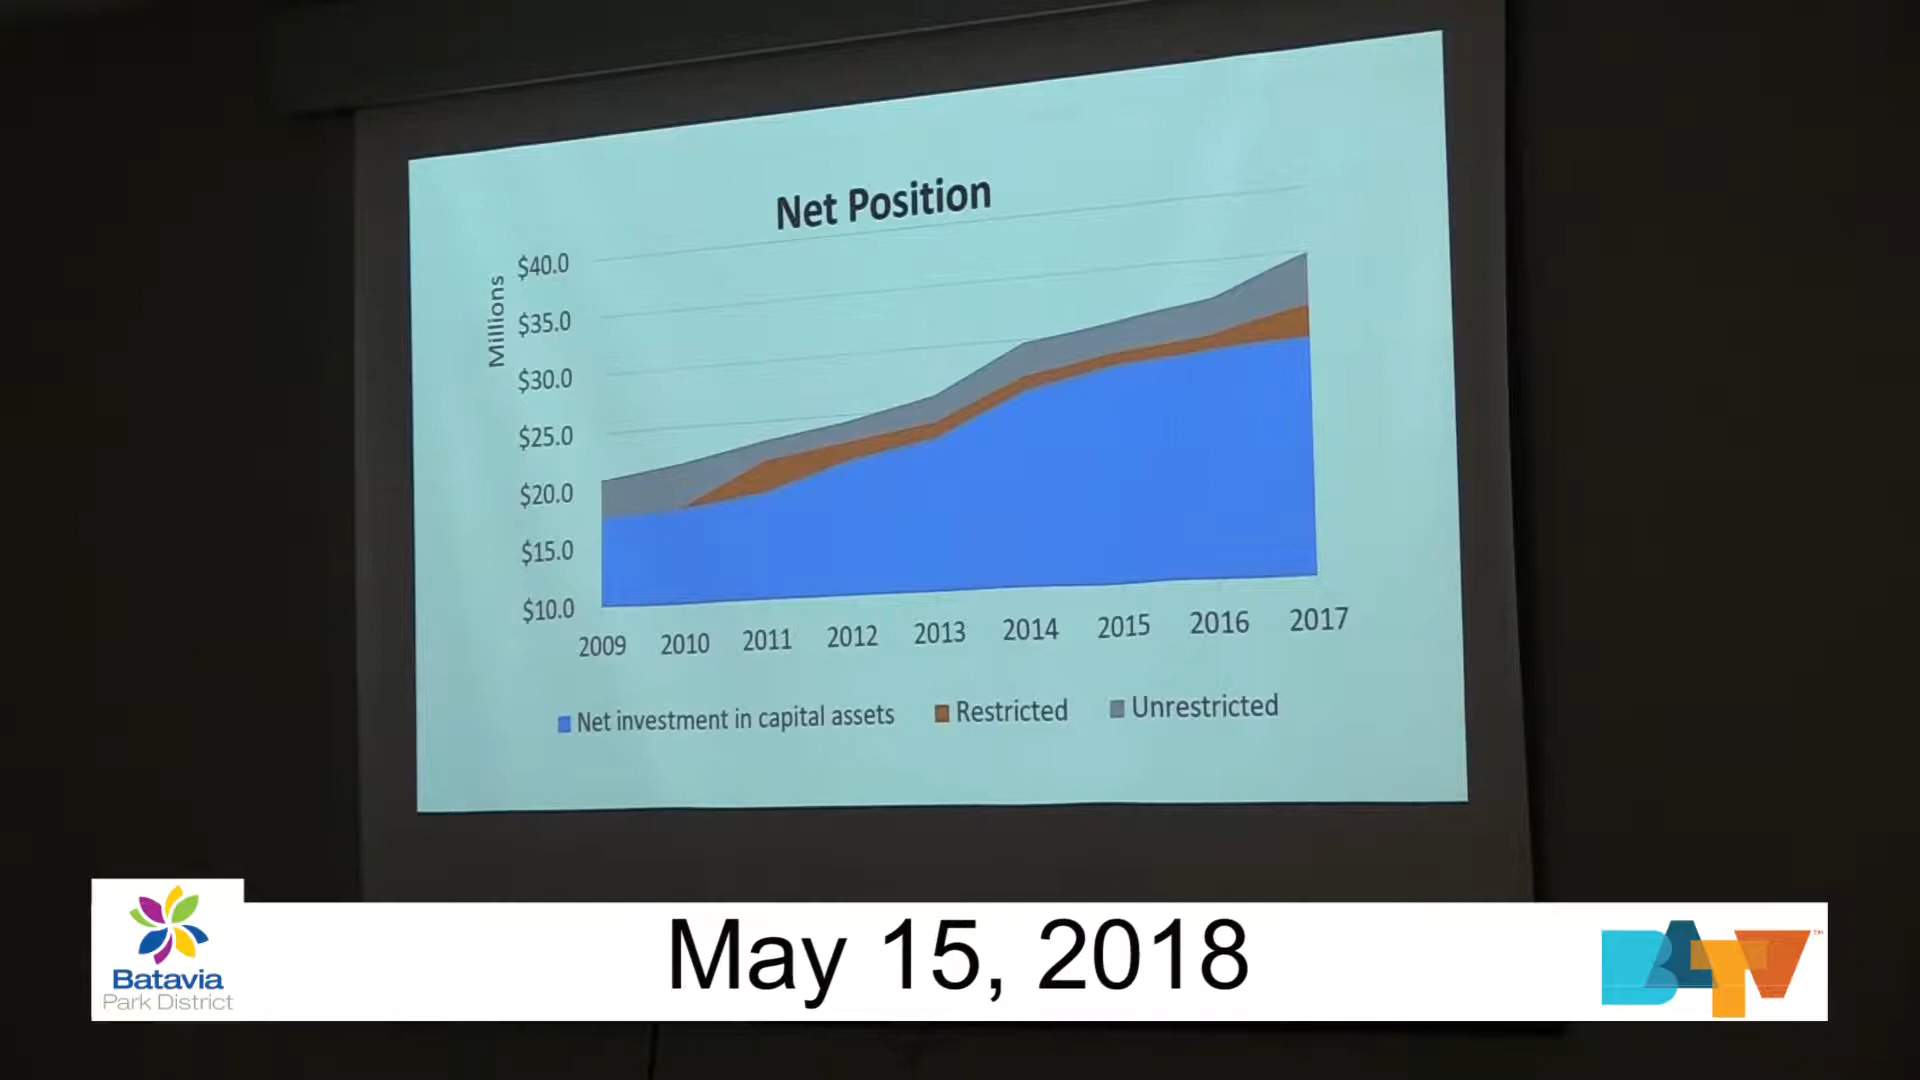 Net Position
Millions
$40.0
$35.0
$30.0
$25.0
$20.0
$15.0
$10.0
2009 2010 2011 2012 2013 2014 2015 2016 2017
Net investment in capital assets Restricted Unrestricted
Batavia
Park District
May 15, 2018
BATV™